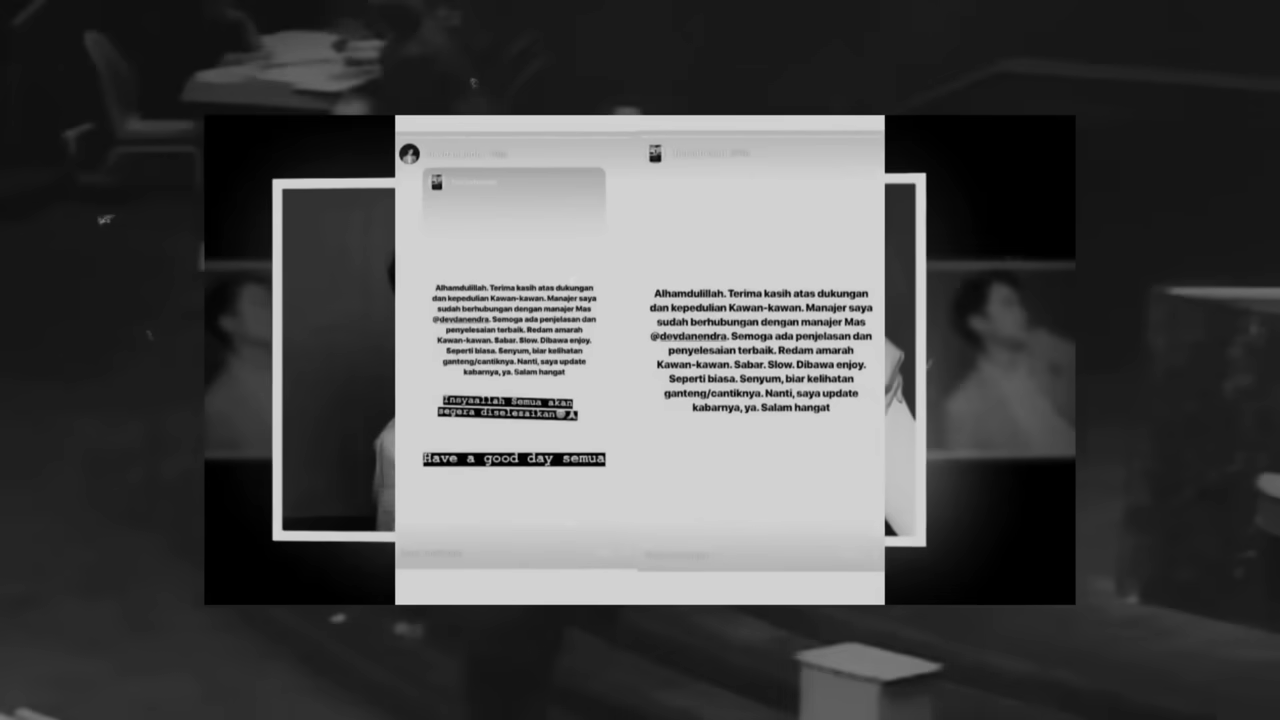 Alhamdulillah. Terima kasih atas dukungan
dan kepedulian Kawan-kawan. Manajer saya
sudah berhubungan dengan manajer Mas
@devdanendra. Semoga ada penjelasan dan
penyelesaian terbaik. Redam amarah
Kawan-kawan. Sabar. Slow. Dibawa enjoy.
Seperti biasa. Senyum, biar kelihatan
ganteng/cantiknya. Nanti, saya update
kabarnya, ya. Salam hangat
Insyaallah Semua akan
segera diselesaikan
Have a good day semua
Alhamdulillah. Terima kasih atas dukungan
dan kepedulian Kawan-kawan. Manajer saya
sudah berhubungan dengan manajer Mas
@devdanendra. Semoga ada penjelasan dan
penyelesaian terbaik. Redam amarah
Kawan-kawan. Sabar. Slow. Dibawa enjoy.
Seperti biasa. Senyum, biar kelihatan
ganteng/cantiknya. Nanti, saya update
kabarnya, ya. Salam hangat